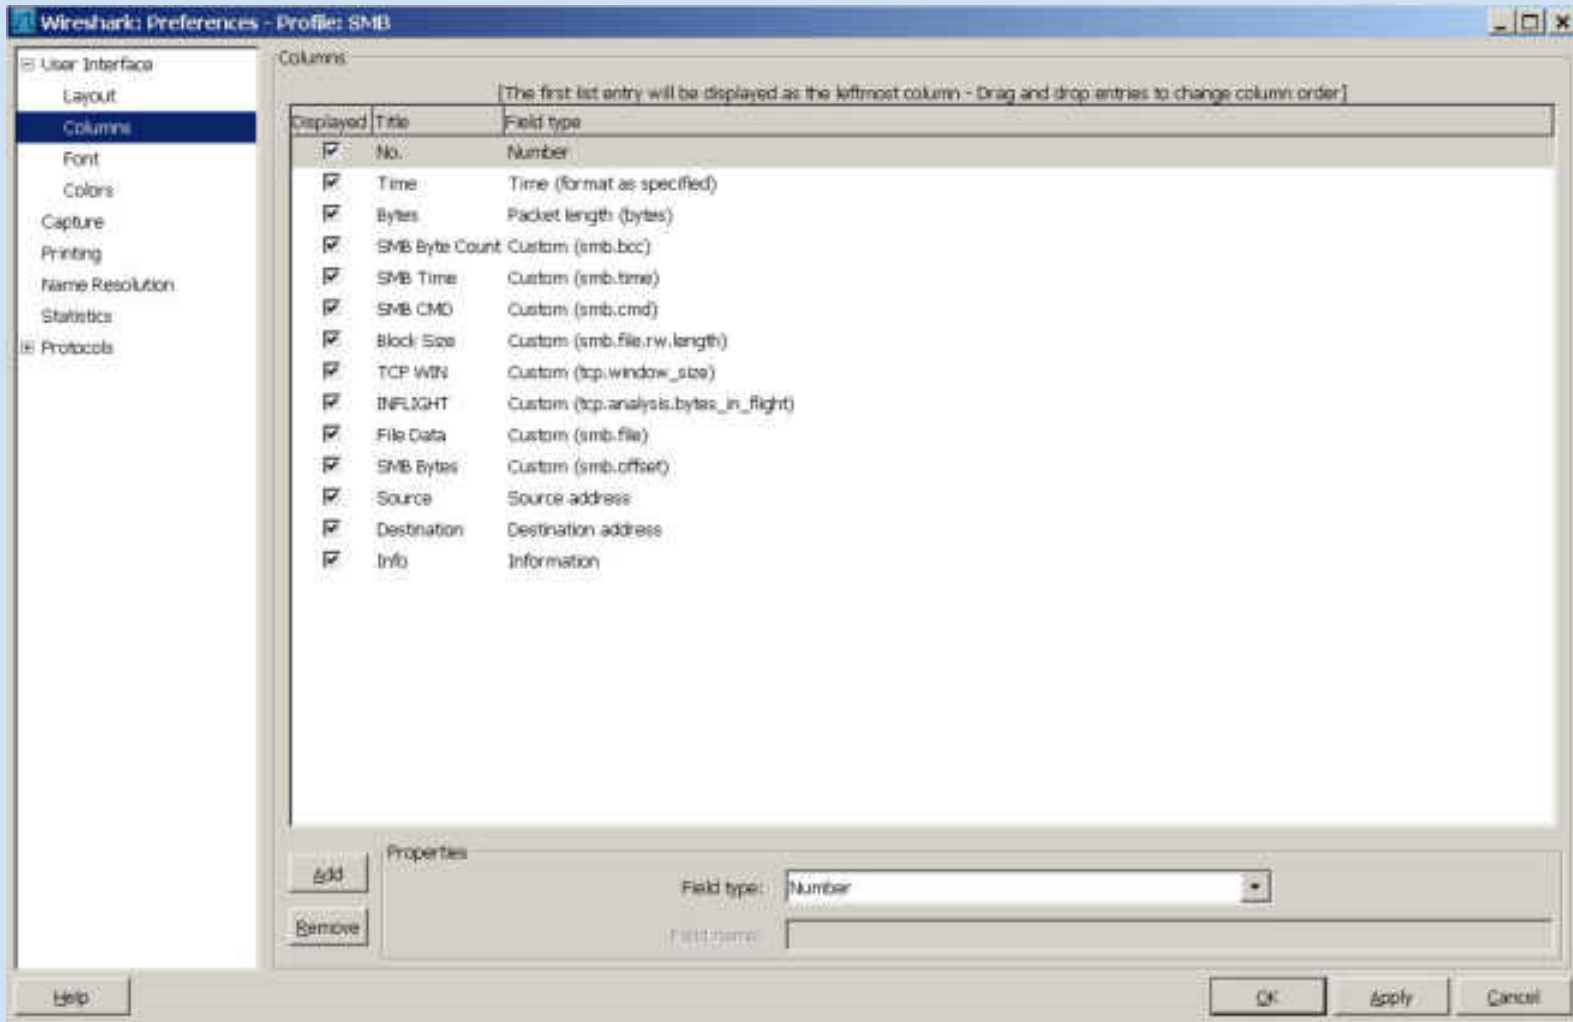 Wireshark: Preferences - Profile: SMB
User Interface
Layout
Columns
Font
Colors
Capture
Printing
Name Resolution
Statistics
Protocols
Columns
[The first list entry will be displayed as the leftmost column - Drag and drop entries to change column order]
Displayed Title Field type
No. Number
Time Time (format as specified)
Bytes Packet length (bytes)
SMB Byte Count Custom (smb.bcc)
SMB Time Custom (smb.time)
SMB CMD Custom (smb.cmd)
Block Size Custom (smb.file.rw.length)
TCP WIN Custom (tcp.window_size)
INFLIGHT Custom (tcp.analysis.bytes_in_flight)
File Data Custom (smb.file)
SMB Bytes Custom (smb.offset)
Source Source address
Destination Destination address
Info Information
Add
Remove
Properties
Field type: Number
Field name:
Help
OK Apply Cancel